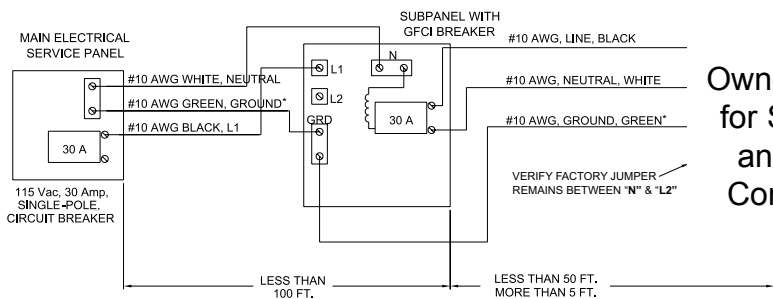 SUBPANEL WITH
GFCI BREAKER
MAIN ELECTRICAL
SERVICE PANEL
#10 AWG WHITE, NEUTRAL
#10 AWG GREEN, GROUND*
#10 AWG BLACK, L1
30 A
115 Vac, 30 Amp,
SINGLE-POLE,
CIRCUIT BREAKER
N
L1
L2
GRD
30 A
#10 AWG, LINE, BLACK
#10 AWG, NEUTRAL, WHITE
#10 AWG, GROUND, GREEN*
VERIFY FACTORY JUMPER
REMAINS BETWEEN "N" & "L2"
for S
an
LESS THAN
100 FT.
LESS THAN 50 FT.
MORE THAN 5 FT.